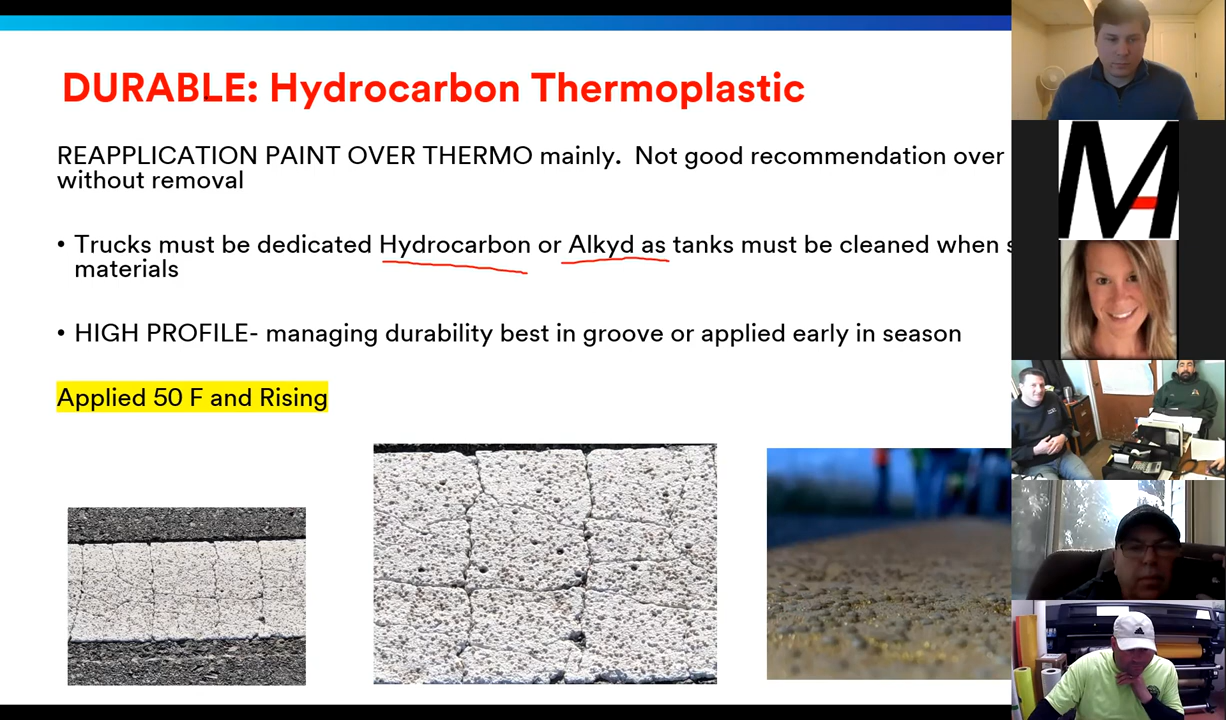 DURABLE: Hydrocarbon Thermoplastic
REAPPLICATION PAINT OVER THERMO mainly. Not good recommendation over
without removal
• Trucks must be dedicated Hydrocarbon or Alkyd as tanks must be cleaned when s
materials
• HIGH PROFILE- managing durability best in groove or applied early in season
Applied 50 F and Rising
MA